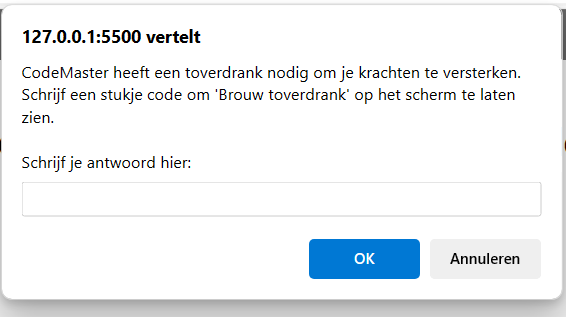 127.0.0.1:5500 vertelt
CodeMaster heeft een toverdrank nodig om je krachten te versterken.
Schrijf een stukje code om 'Brouw toverdrank' op het scherm te laten
zien.
Schrijf je antwoord hier:
OK
Annuleren